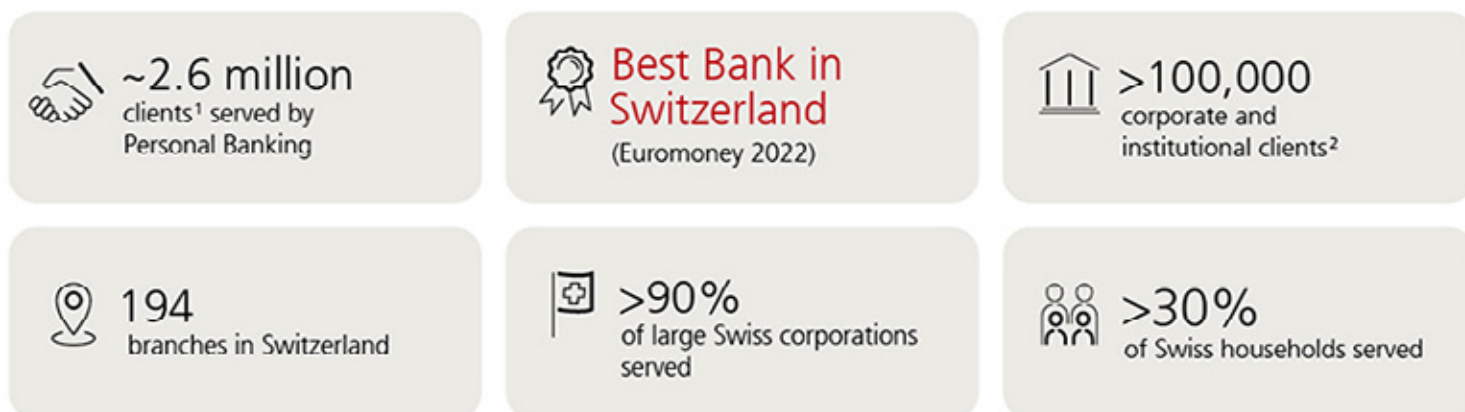 ~2.6 million
clients¹ served by
Personal Banking
Best Bank in
Switzerland
(Euromoney 2022)
>100,000
corporate and
institutional clients²
194
branches in Switzerland
>90%
of large Swiss corporations
served
>30%
of Swiss households served